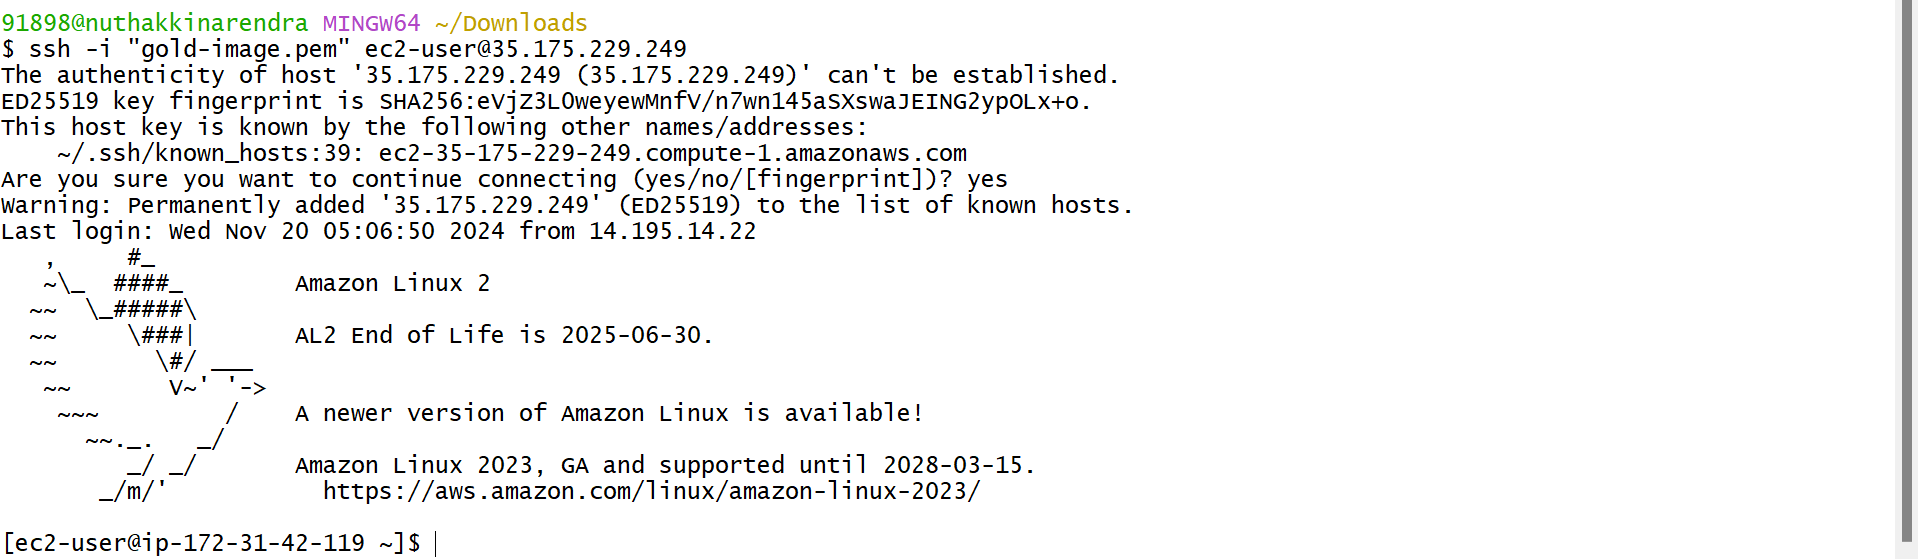 91898@nuthakkinarendra MINGW64 ~/Downloads
$ ssh -i "gold-image.pem" ec2-user@35.175.229.249
The authenticity of host '35.175.229.249 (35.175.229.249)' can't be established.
ED25519 key fingerprint is SHA256:eVjZ3L0weyewMnfV/n7wn145aSXswaJEING2ypOLx+o.
This host key is known by the following other names/addresses:
    ~/.ssh/known_hosts:39: ec2-35-175-229-249.compute-1.amazonaws.com
Are you sure you want to continue connecting (yes/no/[fingerprint])? yes
Warning: Permanently added '35.175.229.249' (ED25519) to the list of known hosts.
Last login: Wed Nov 20 05:06:50 2024 from 14.195.14.22
   ,     #_
   ~\_  ####_        Amazon Linux 2
  ~~  \_#####\
  ~~     \###|       AL2 End of Life is 2025-06-30.
  ~~       \#/ ___
   ~~       V~' '->
    ~~~         /    A newer version of Amazon Linux is available!
      ~~._.   _/
         _/ _/       Amazon Linux 2023, GA and supported until 2028-03-15.
       _/m/'           https://aws.amazon.com/linux/amazon-linux-2023/
[ec2-user@ip-172-31-42-119 ~]$